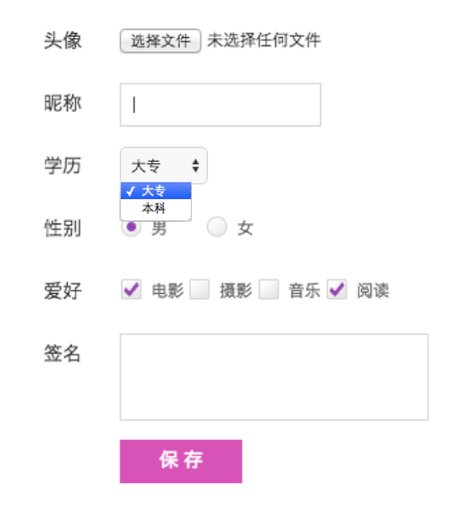 头像 选择文件 未选择任何文件
昵称
学历 大专
✓ 大专
本科
性别 男 女
爱好 电影 摄影 音乐 阅读
签名
保存